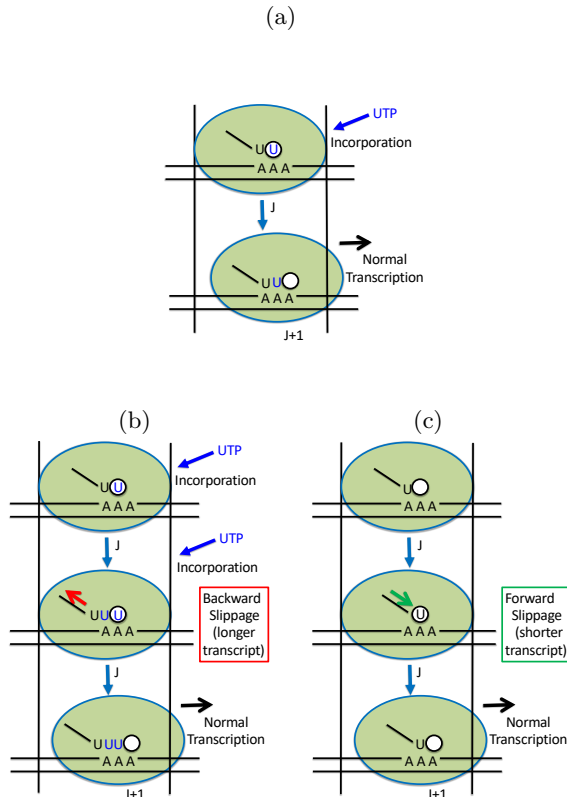 (a)
UTP
Incorporation
U U
A A A
J
Normal
Transcription
U U
A A A
J+1
(b)
UTP
Incorporation
U U
A A A
J
UTP
Incorporation
U U U
A A A
Backward
Slippage
(longer
transcript)
J
Normal
Transcription
U U U
A A A
J+1
(c)
U
A A A
J
U
A A A
Forward
Slippage
(shorter
transcript)
J
Normal
Transcription
U
A A A
J+1